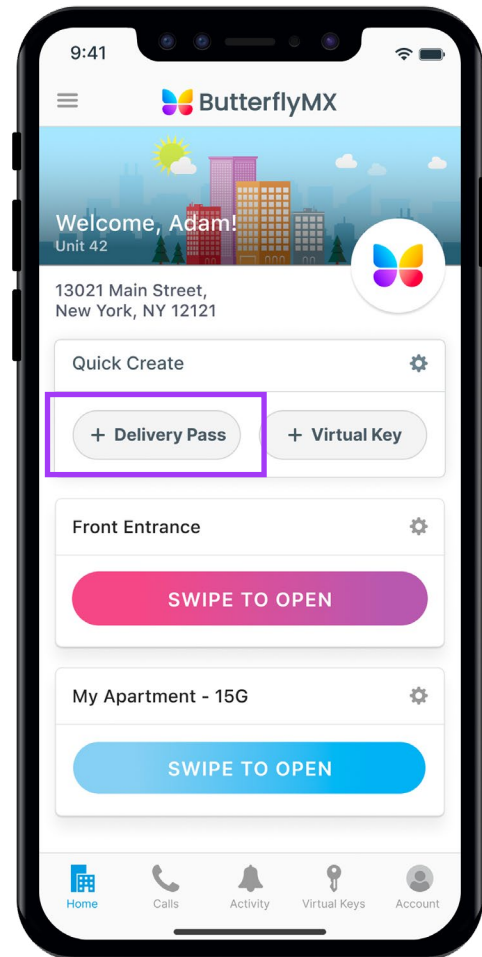 9:41
ButterflyMX
Welcome, Adam!
Unit 42
13021 Main Street,
New York, NY 12121
Quick Create
+ Delivery Pass
+ Virtual Key
Front Entrance
SWIPE TO OPEN
My Apartment - 15G
SWIPE TO OPEN
Home Calls Activity Virtual Keys Account